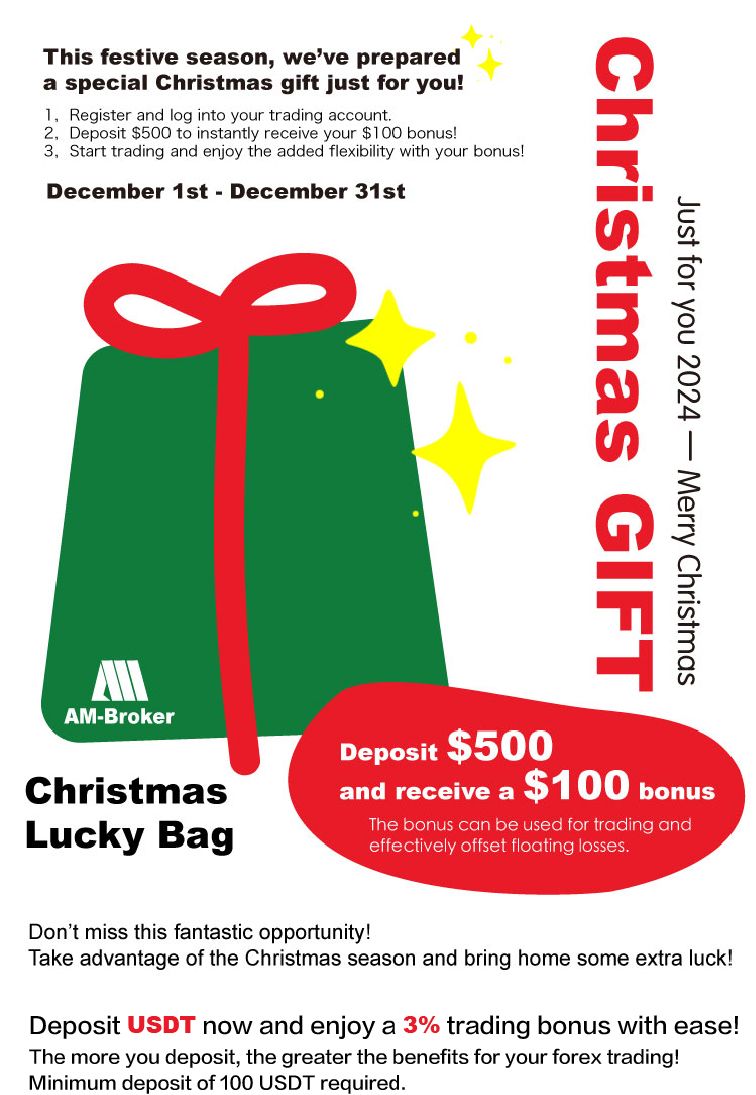 This festive season, we’ve prepared
a special Christmas gift just for you!
1、Register and log into your trading account.
2、Deposit $500 to instantly receive your $100 bonus!
3、Start trading and enjoy the added flexibility with your bonus!
December 1st - December 31st
Christmas GIFT
Just for you 2024 — Merry Christmas
AM-Broker
Christmas
Lucky Bag
Deposit $500
and receive a $100 bonus
The bonus can be used for trading and
effectively offset floating losses.
Don’t miss this fantastic opportunity!
Take advantage of the Christmas season and bring home some extra luck!
Deposit USDT now and enjoy a 3% trading bonus with ease!
The more you deposit, the greater the benefits for your forex trading!
Minimum deposit of 100 USDT required.